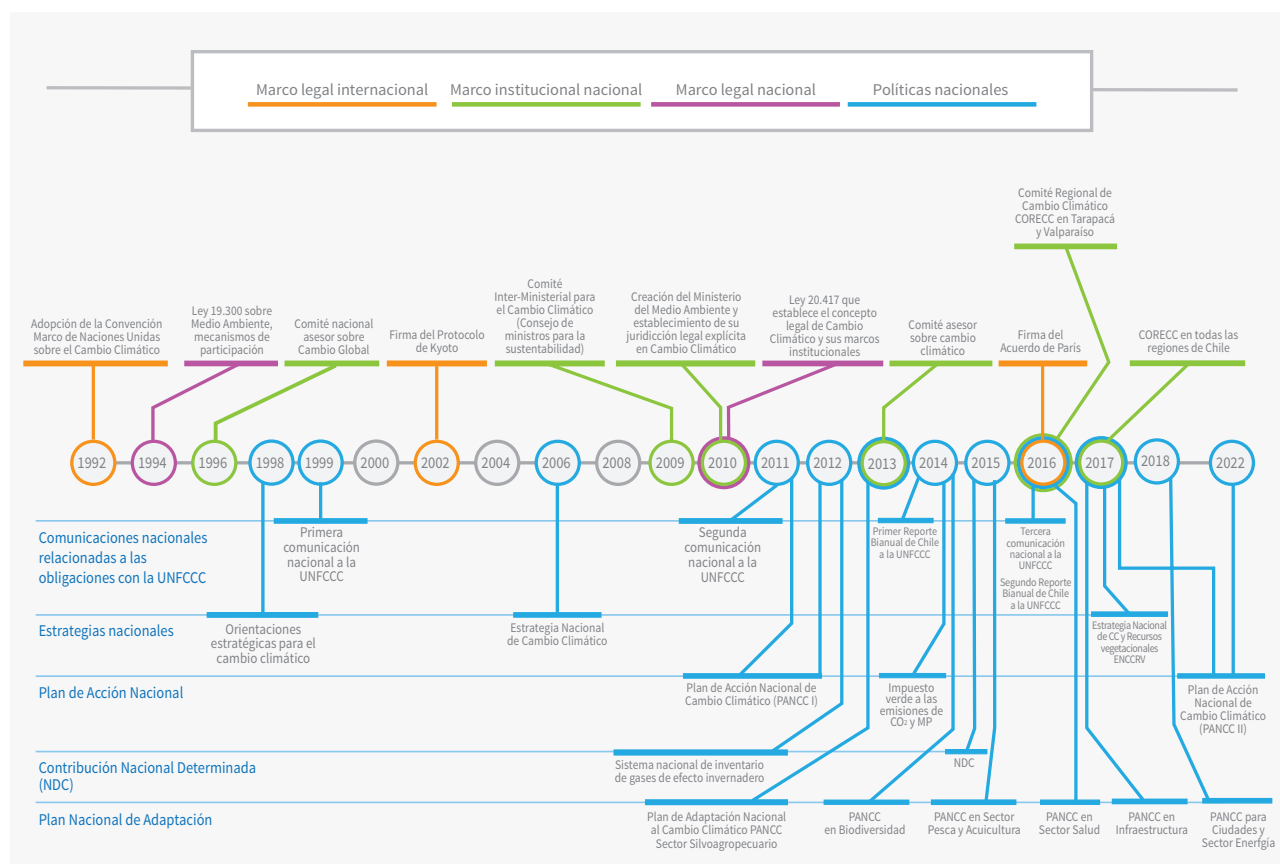 Marco legal internacional
Marco institucional nacional
Marco legal nacional
Políticas nacionales
Comité Regional de
Cambio Climático
CORECC en Tarapacá
y Valparaíso
Adopción de la Convención
Marco de Naciones Unidas
sobre el Cambio Climático
Ley 19.300 sobre
Medio Ambiente,
mecanismos de
participación
Comité nacional
asesor sobre
Cambio Global
Firma del Protocolo
de Kyoto
Comité
Inter-Ministerial para
el Cambio Climático
(Consejo de
ministros para la
sustentabilidad)
Creación del Ministerio
del Medio Ambiente y
establecimiento de su
juridicción legal explícita
en Cambio Climático
Ley 20.417 que
establece el concepto
legal de Cambio
Climático y sus marcos
institucionales
Comité asesor
sobre cambio
climático
Firma del
Acuerdo de París
CORECC en todas las
regiones de Chile
1992
1994
1996
1998
1999
2000
2002
2004
2006
2008
2009
2010
2011
2012
2013
2014
2015
2016
2017
2018
2022
Comunicaciones nacionales
relacionadas a las
obligaciones con la UNFCCC
Primera
comunicación
nacional a la
UNFCCC
Segunda
comunicación
nacional a la
UNFCCC
Primer Reporte
Bianual de Chile
a la UNFCCC
Tercera
comunicación
nacional a la
UNFCCC
Segundo Reporte
Bianual de Chile
a la UNFCCC
Estrategias nacionales
Orientaciones
estratégicas para el
cambio climático
Estrategia Nacional
de Cambio Climático
Estrategia Nacional
de CC y Recursos
vegetacionales
ENCCRV
Plan de Acción Nacional
Plan de Acción Nacional de
Cambio Climático (PANCC I)
Impuesto
verde a las
emisiones de
CO2 y MP
Plan de Acción
Nacional de
Cambio Climático
(PANCC II)
Contribución Nacional Determinada
(NDC)
Sistema nacional de inventario
de gases de efecto invernadero
NDC
Plan Nacional de Adaptación
Plan de Adaptación Nacional
al Cambio Climático PANCC
Sector Silvoagropecuario
PANCC
en Biodiversidad
PANCC en Sector
Pesca y Acuicultura
PANCC en
Sector Salud
PANCC en
Infraestructura
PANCC para
Ciudades y
Sector Enerfgía